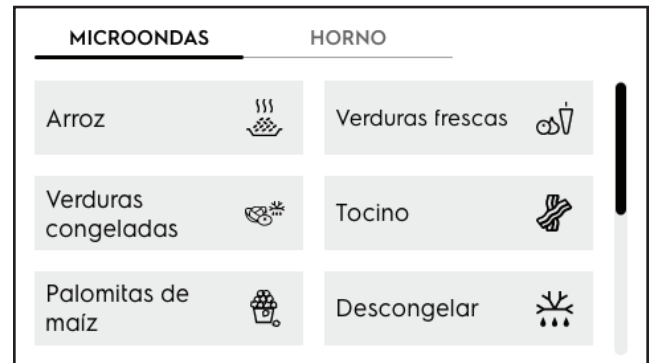 MICROONDAS
HORNO
Arroz
Verduras frescas
Verduras
congeladas
Tocino
Palomitas de
maíz
Descongelar